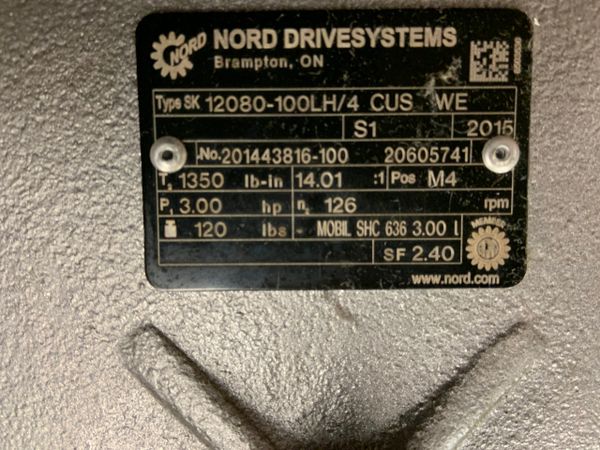 NORD NORD DRIVESYSTEMS
Brampton, ON
Type SK 12080-100LH/4 CUS WE
S1 2015
No. 201443816-100 20605741
T₂ 1350 lb-in 14.01 :1 Pos M4
P₁ 3.00 hp n₂ 126 rpm
120 lbs - MOBIL SHC 636 3.00 l
MEMBER
SF 2.40
www.nord.com